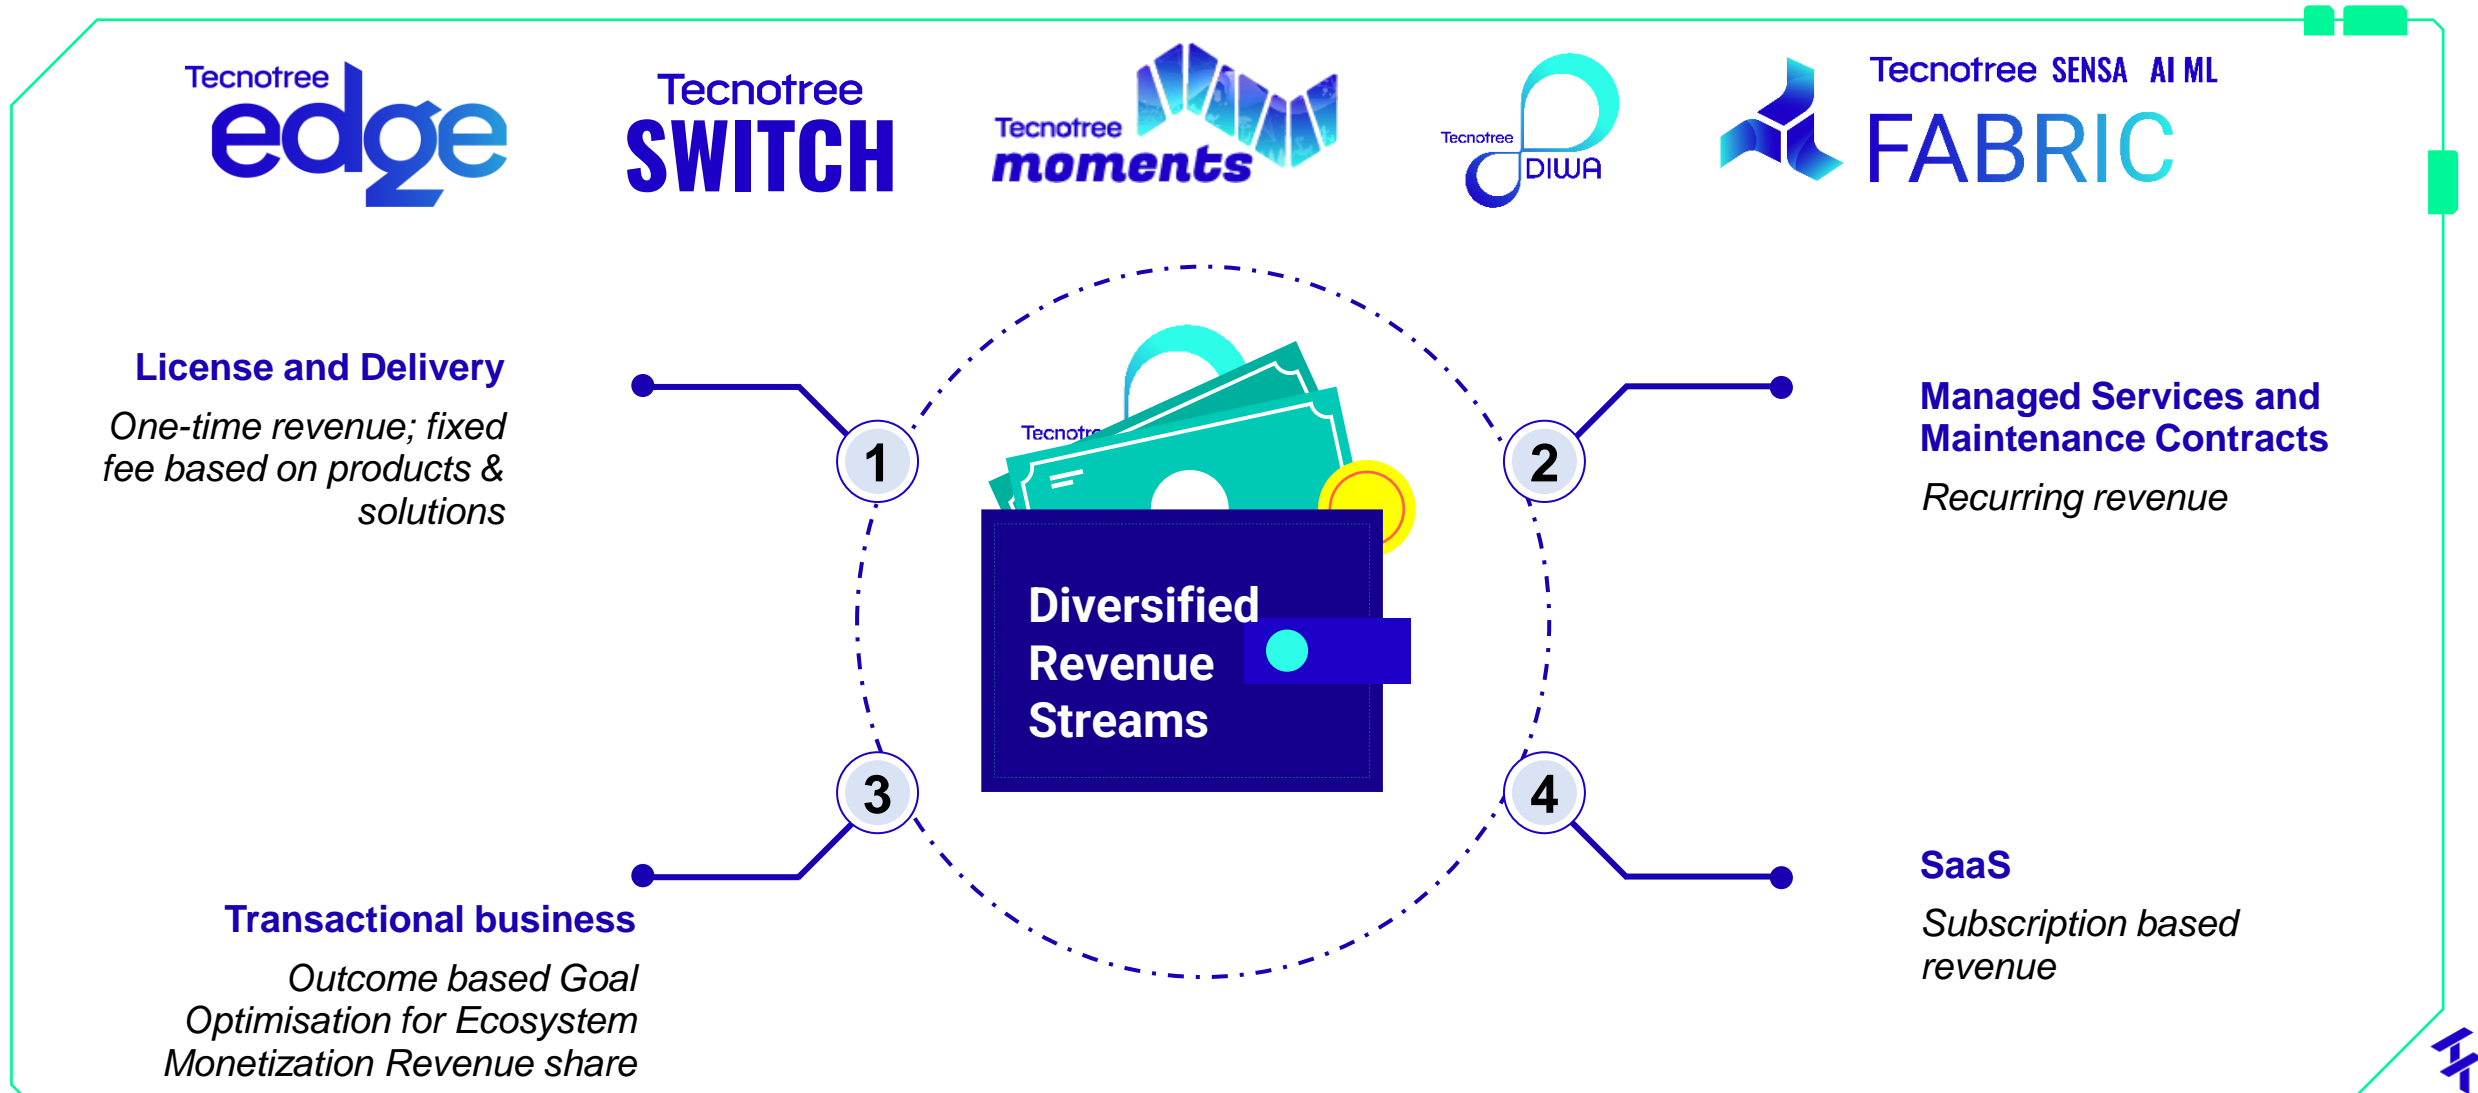 Tecnotree
edge
Tecnotree
SWITCH
Tecnotree
moments
Tecnotree
DIWA
Tecnotree SENSA AI ML
FABRIC
License and Delivery
One-time revenue; fixed
fee based on products &
solutions
1
2
Managed Services and
Maintenance Contracts
Recurring revenue
Tecnotre
Diversified
Revenue
Streams
3
4
Transactional business
Outcome based Goal
Optimisation for Ecosystem
Monetization Revenue share
SaaS
Subscription based
revenue